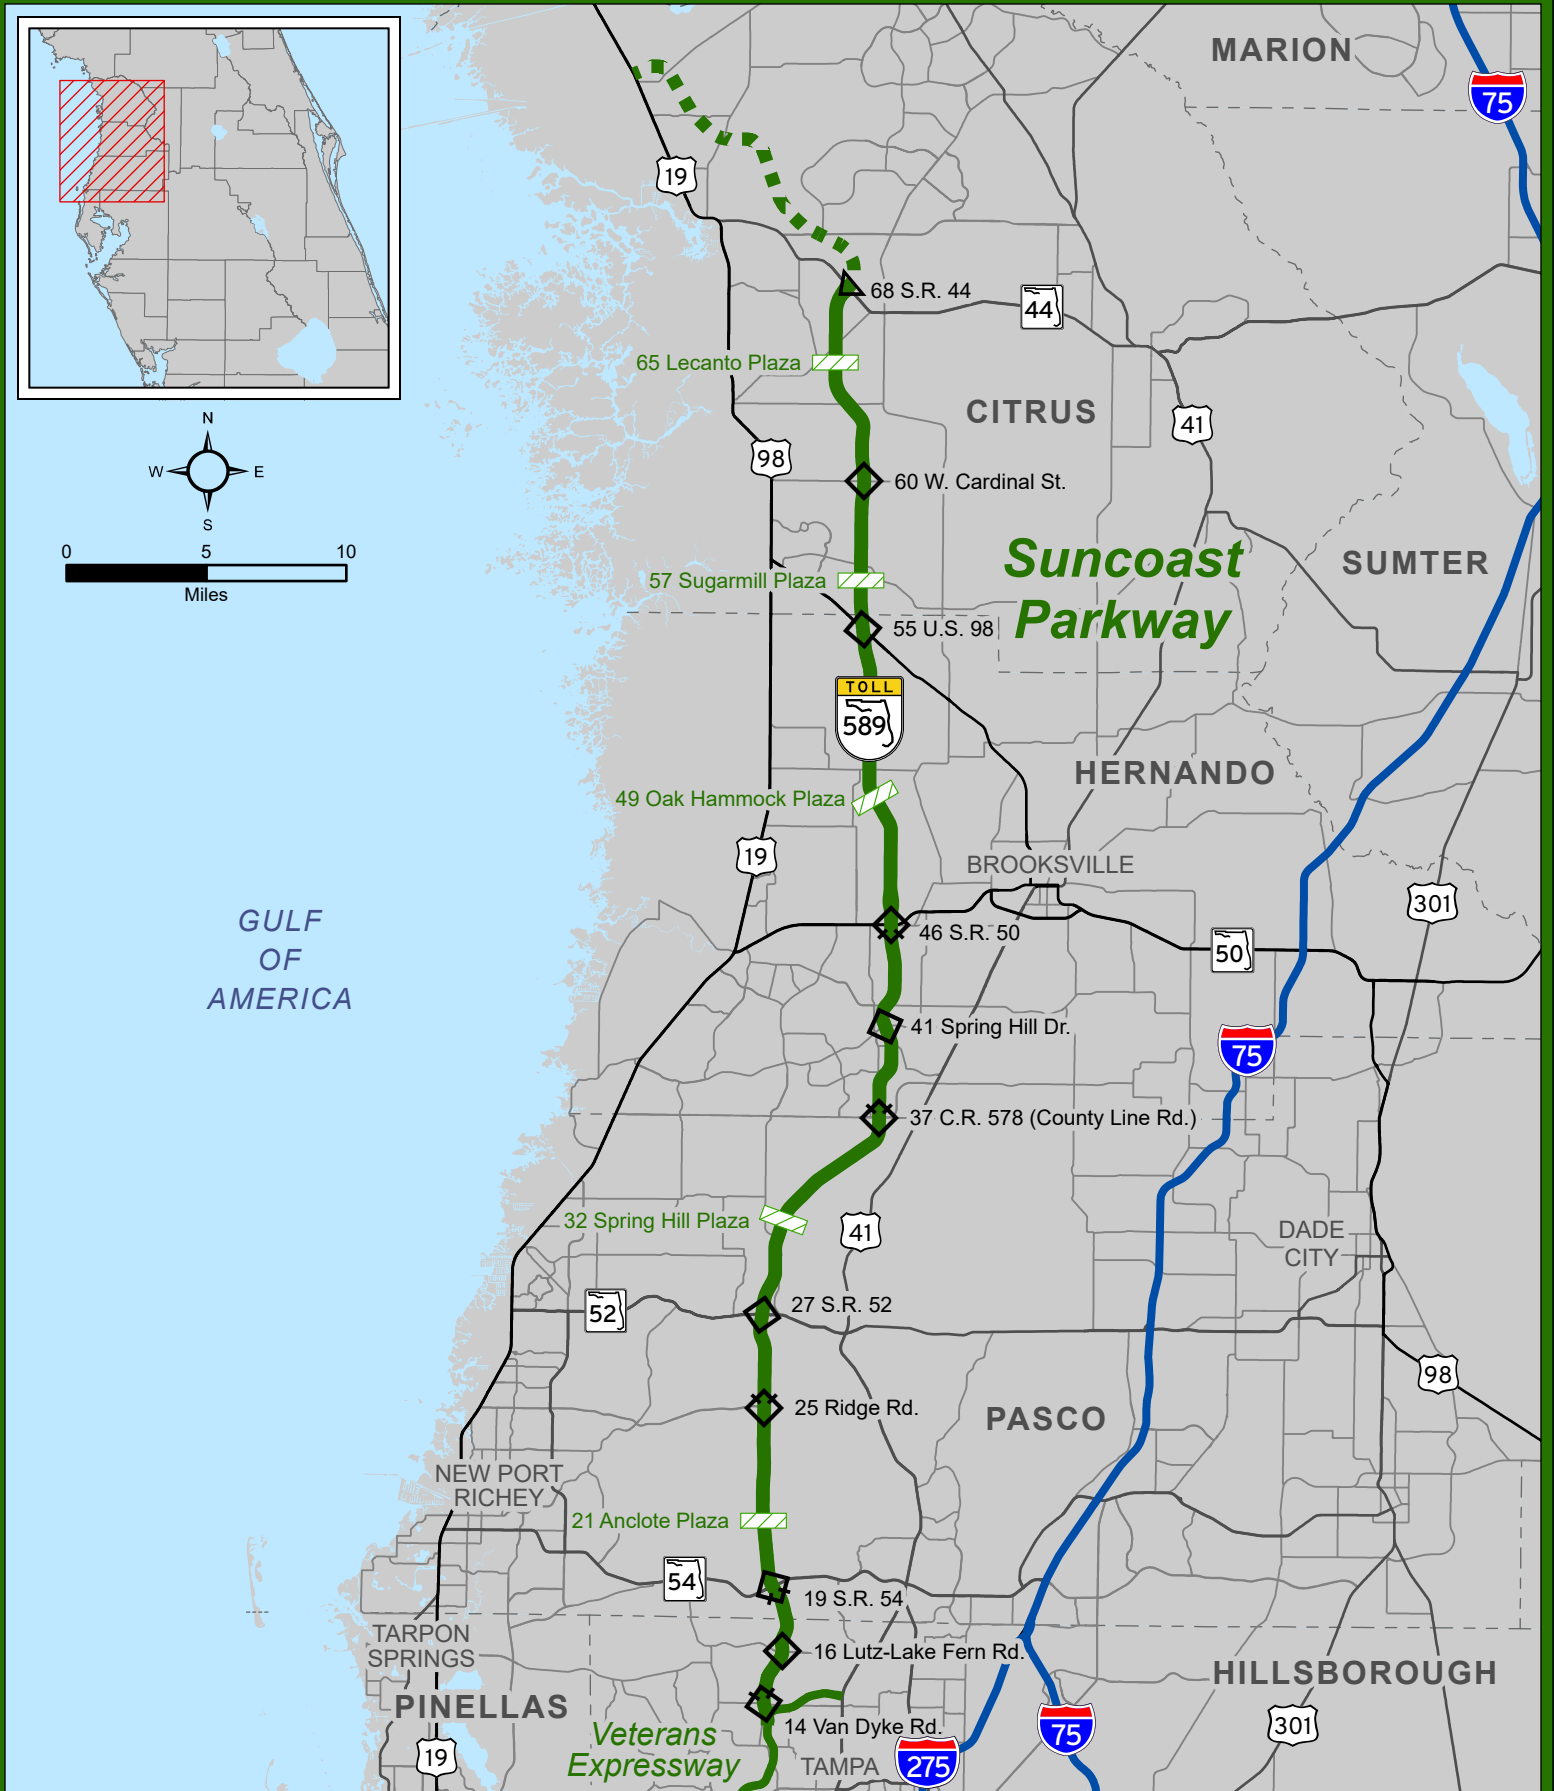 MARION
75
19
68 S.R. 44
44
65 Lecanto Plaza
CITRUS
41
N
W
E
S
98
60 W. Cardinal St.
0
5
10
Miles
Suncoast
Parkway
SUMTER
57 Sugarmill Plaza
55 U.S. 98
TOLL
589
HERNANDO
49 Oak Hammock Plaza
19
BROOKSVILLE
301
GULF
OF
AMERICA
46 S.R. 50
50
41 Spring Hill Dr.
75
37 C.R. 578 (County Line Rd.)
32 Spring Hill Plaza
41
DADE
CITY
52
27 S.R. 52
98
25 Ridge Rd.
PASCO
NEW PORT
RICHEY
21 Anclote Plaza
54
19 S.R. 54
TARPON
SPRINGS
16 Lutz-Lake Fern Rd.
HILLSBOROUGH
PINELLAS
14 Van Dyke Rd.
301
75
Veterans
Expressway
19
TAMPA
275